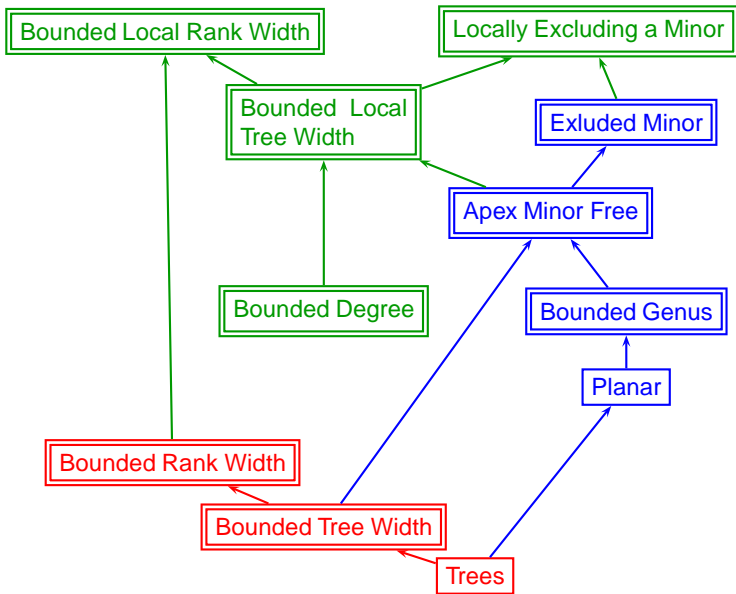 Bounded Local Rank Width
Locally Excluding a Minor
Bounded Local
Tree Width
Exluded Minor
Apex Minor Free
Bounded Degree
Bounded Genus
Planar
Bounded Rank Width
Bounded Tree Width
Trees